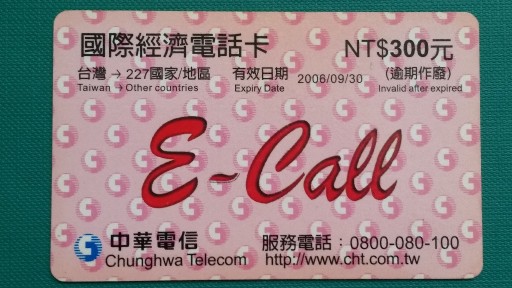 國際經濟電話卡 NT$300元
台灣 → 227國家/地區 有效日期 2006/09/30 (逾期作廢)
Taiwan → Other countries Expiry Date Invalid after expired
E-Call
中華電信 服務電話：0800-080-100
Chunghwa Telecom http://www.cht.com.tw